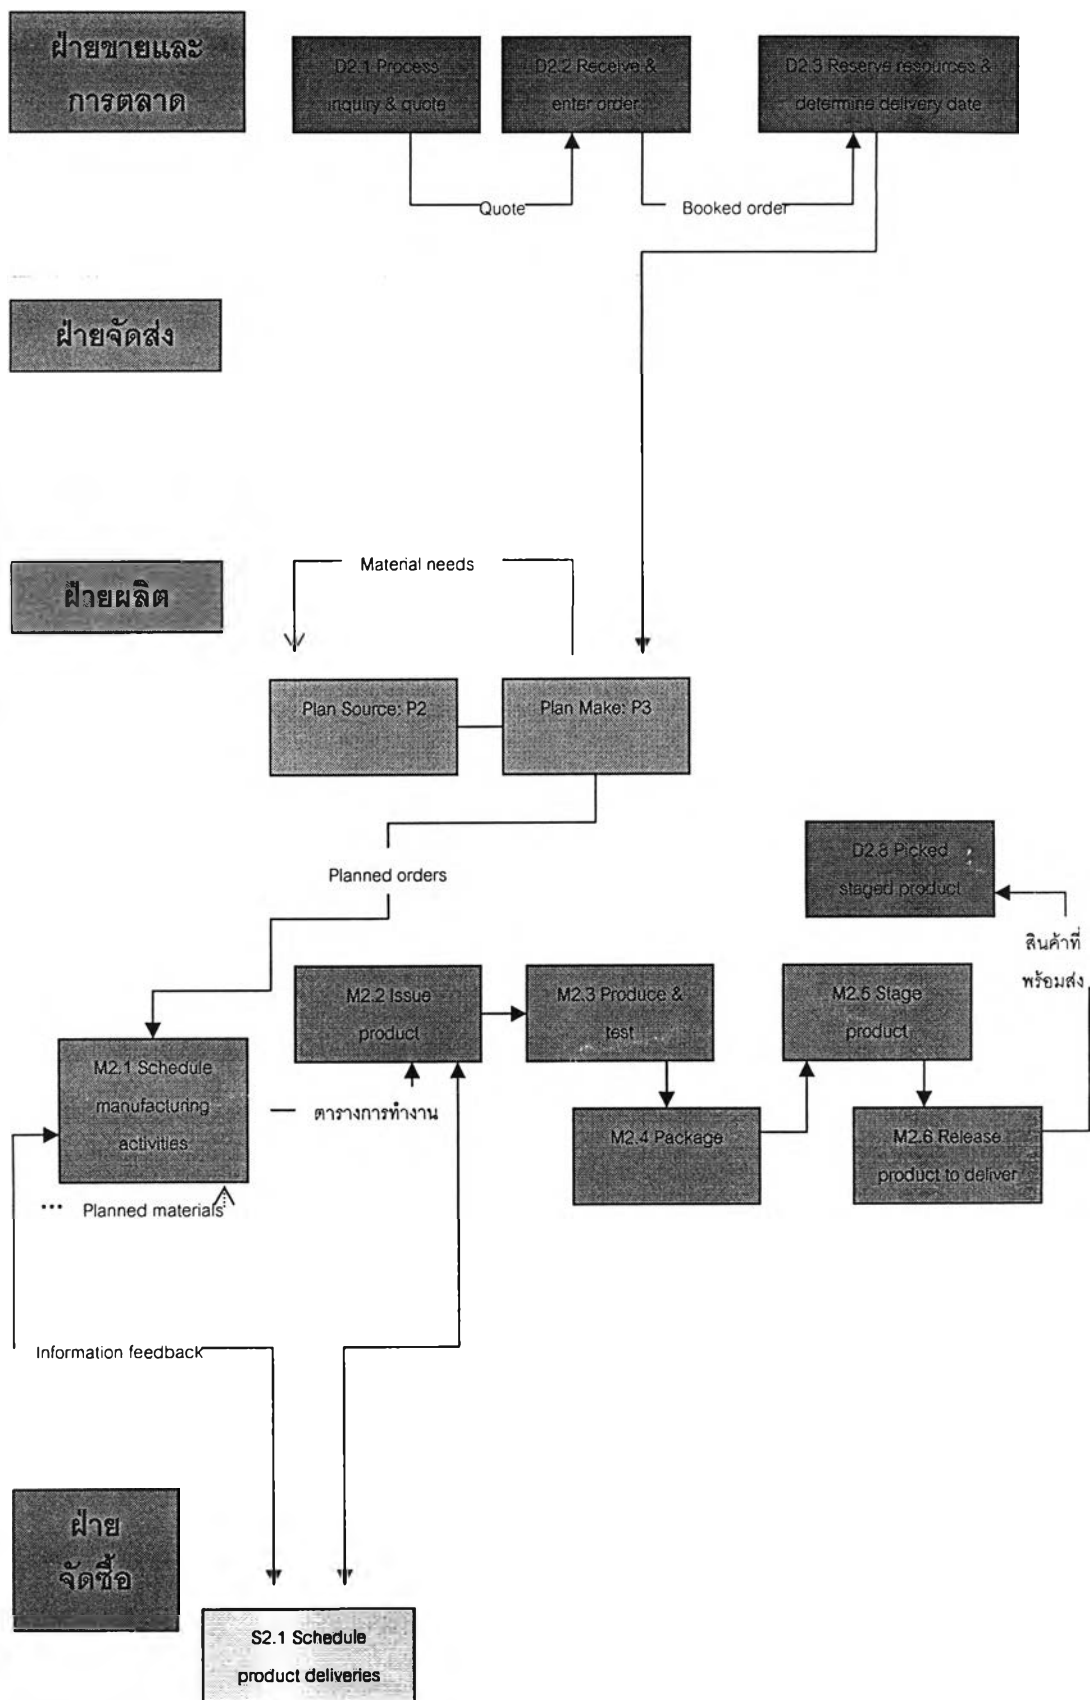 ฝ่ายขายและ
การตลาด
D2.1 Process
inquiry & quote
D2.2 Receive &
enter order
D2.3 Reserve resources &
determine delivery date
Quote
Booked order
ฝ่ายจัดส่ง
Material needs
ฝ่ายผลิต
Plan Source: P2
Plan Make: P3
Planned orders
D2.8 Picked
staged product
สินค้าที่
พร้อมส่ง
M2.2 Issue
product
M2.3 Produce &
test
M2.5 Stage
product
M2.1 Schedule
manufacturing
activities
ตารางการทำงาน
M2.4 Package
M2.6 Release
product to deliver
Planned materials
Information feedback
ฝ่าย
จัดซื้อ
S2.1 Schedule
product deliveries